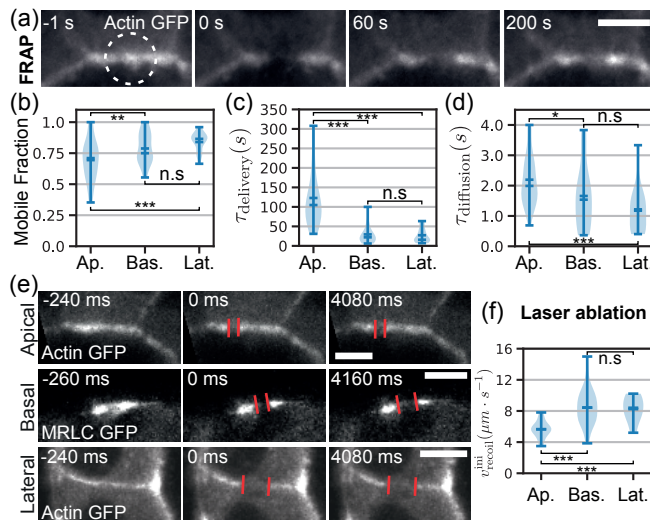 (a)
-1 s Actin GFP 0 s 60 s 200 s
FRAP
(b) (c) (d)
Mobile Fraction
1.0
0.75
0.5
0.25
0.0
** n.s ***
Ap. Bas. Lat.
τdelivery(s)
350
300
250
200
150
100
50
0
*** *** n.s
Ap. Bas. Lat.
τdiffusion(s)
4.0
3.0
2.0
1.0
0.0
* n.s ***
Ap. Bas. Lat.
(e)
Apical
-240 ms 0 ms 4080 ms
Actin GFP
Basal
-260 ms 0 ms 4160 ms
MRLC GFP
Lateral
-240 ms 0 ms 4080 ms
Actin GFP
(f) Laser ablation
v^ini_recoil(μm · s⁻¹)
16
12
8
4
0
n.s *** ***
Ap. Bas. Lat.